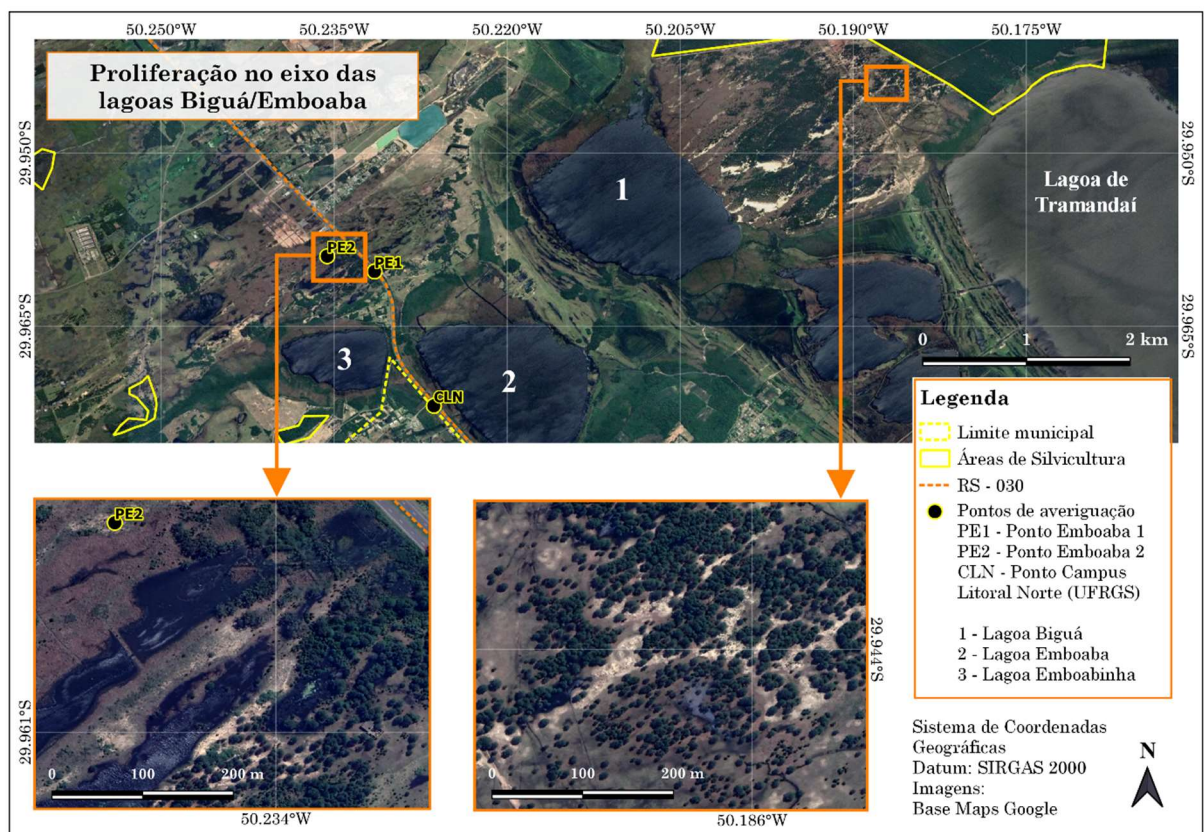 50.250°W
50.235°W
50.220°W
50.205°W
50.190°W
50.175°W
Proliferação no eixo das
lagoas Biguá/Emboaba
29.950°S
29.950°S
1
Lagoa de
Tramandaí
PE2
PE1
29.965°S
29.965°S
3
2
CLN
0
1
2 km
Legenda
Limite municipal
Áreas de Silvicultura
RS - 030
Pontos de averiguação
PE1 - Ponto Emboaba 1
PE2 - Ponto Emboaba 2
CLN - Ponto Campus
Litoral Norte (UFRGS)
1 - Lagoa Biguá
2 - Lagoa Emboaba
3 - Lagoa Emboabinha
PE2
29.961°S
0
100
200 m
50.234°W
29.944°S
0
100
200 m
50.186°W
Sistema de Coordenadas
Geográficas
Datum: SIRGAS 2000
Imagens:
Base Maps Google
N